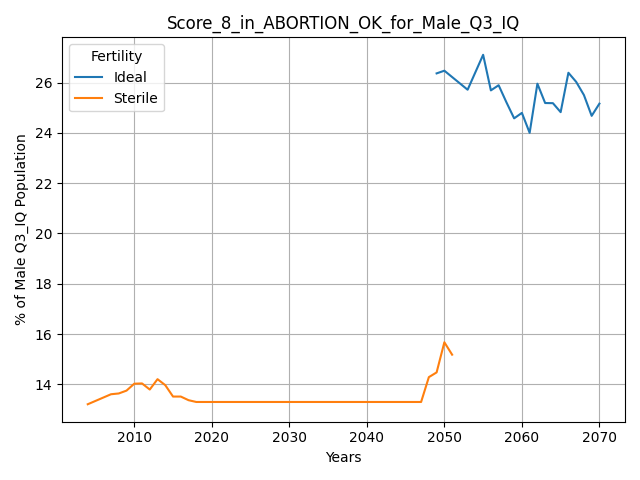 Score_8_in_ABORTION_OK_for_Male_Q3_IQ
Fertility
Ideal
Sterile
% of Male Q3_IQ Population
26
24
22
20
18
16
14
2010 2020 2030 2040 2050 2060 2070
Years